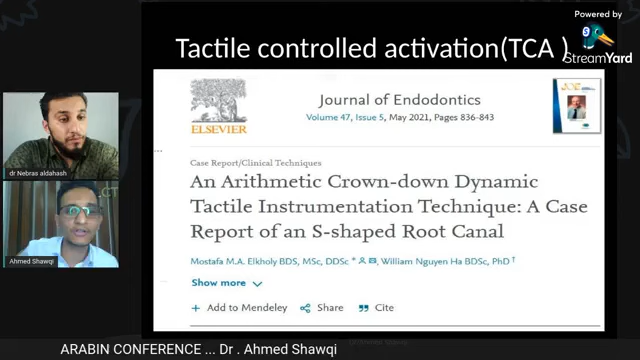 Powered by
StreamYard
Tactile controlled activation(TCA )
ELSEVIER
Journal of Endodontics
Volume 47, Issue 5, May 2021, Pages 836-843
Case Report/Clinical Techniques
An Arithmetic Crown-down Dynamic
Tactile Instrumentation Technique: A Case
Report of an S-shaped Root Canal
Mostafa M.A. Elkholy BDS, MSc, DDSc * , William Nguyen Ha BDSc, PhD †
Show more
+ Add to Mendeley Share Cite
dr Nebras aldahash
Ahmed Shawqi
ARABIN CONFERENCE ... Dr . Ahmed Shawqi